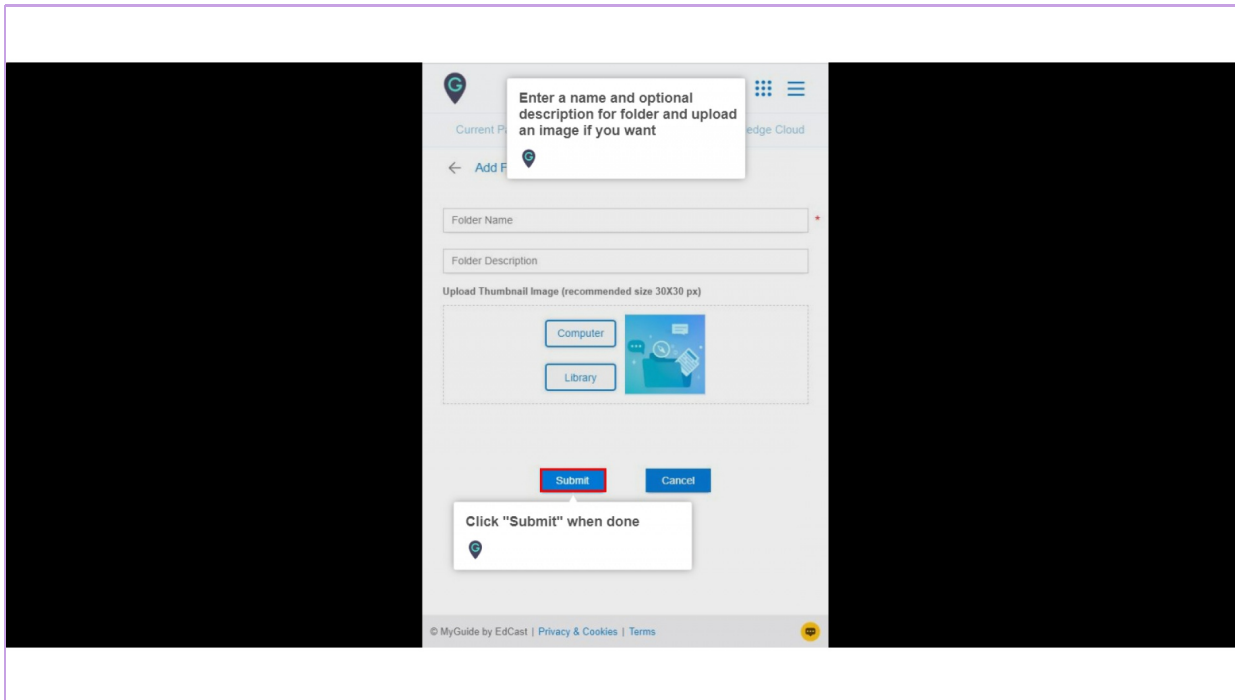 G
Enter a name and optional
description for folder and upload
an image if you want
G
Current P
edge Cloud
Add F
Folder Name *
Folder Description
Upload Thumbnail Image (recommended size 30X30 px)
Computer
Library
Submit
Cancel
Click "Submit" when done
G
© MyGuide by EdCast | Privacy & Cookies | Terms